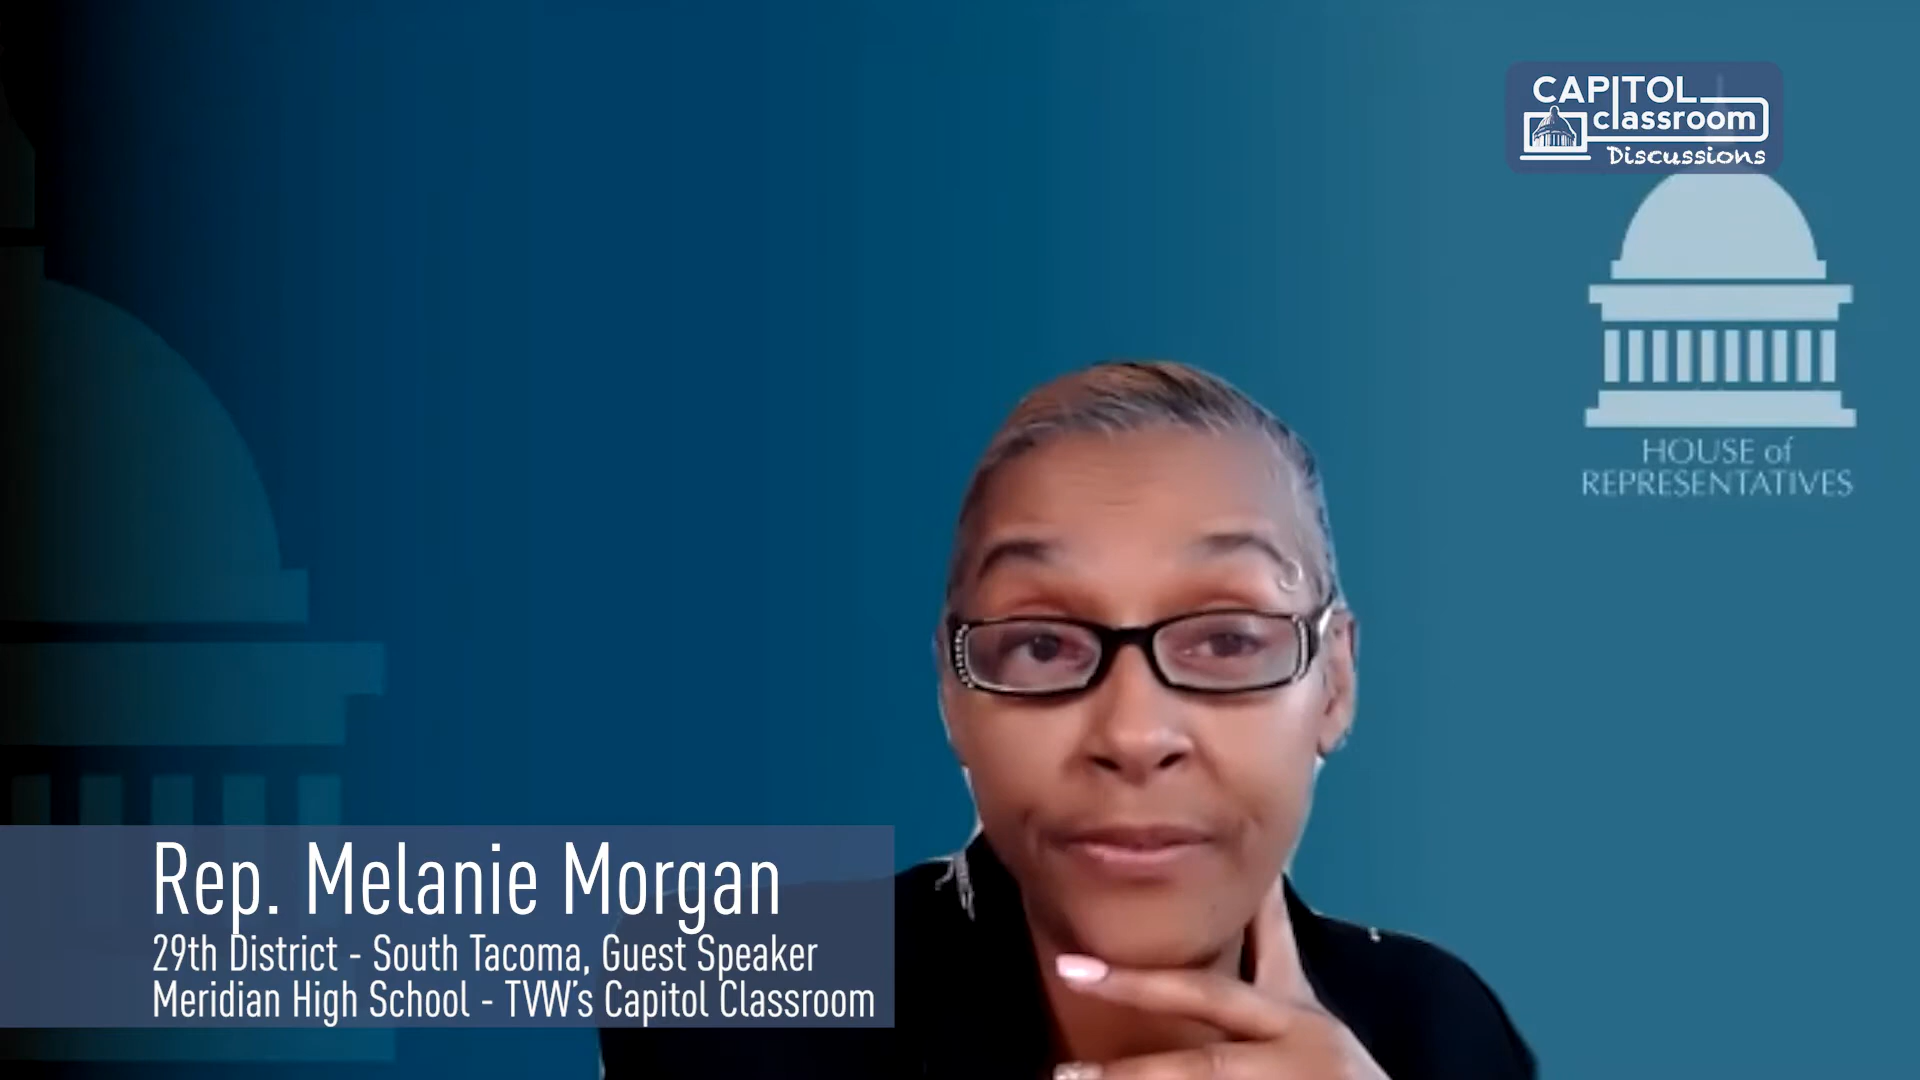 CAPITOL
classroom
Discussions
HOUSE of
REPRESENTATIVES
Rep. Melanie Morgan
29th District - South Tacoma, Guest Speaker
Meridian High School - TVW's Capitol Classroom